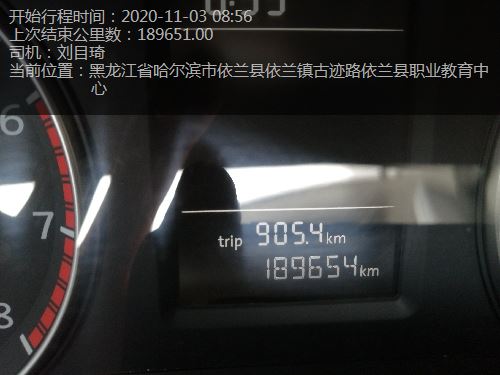 开始行程时间：2020-11-03 08:56
上次结束公里数：189651.00
司机：刘目琦
当前位置：黑龙江省哈尔滨市依兰县依兰镇古迹路依兰县职业教育中
心
6
7
8
trip 905.4km
189654km